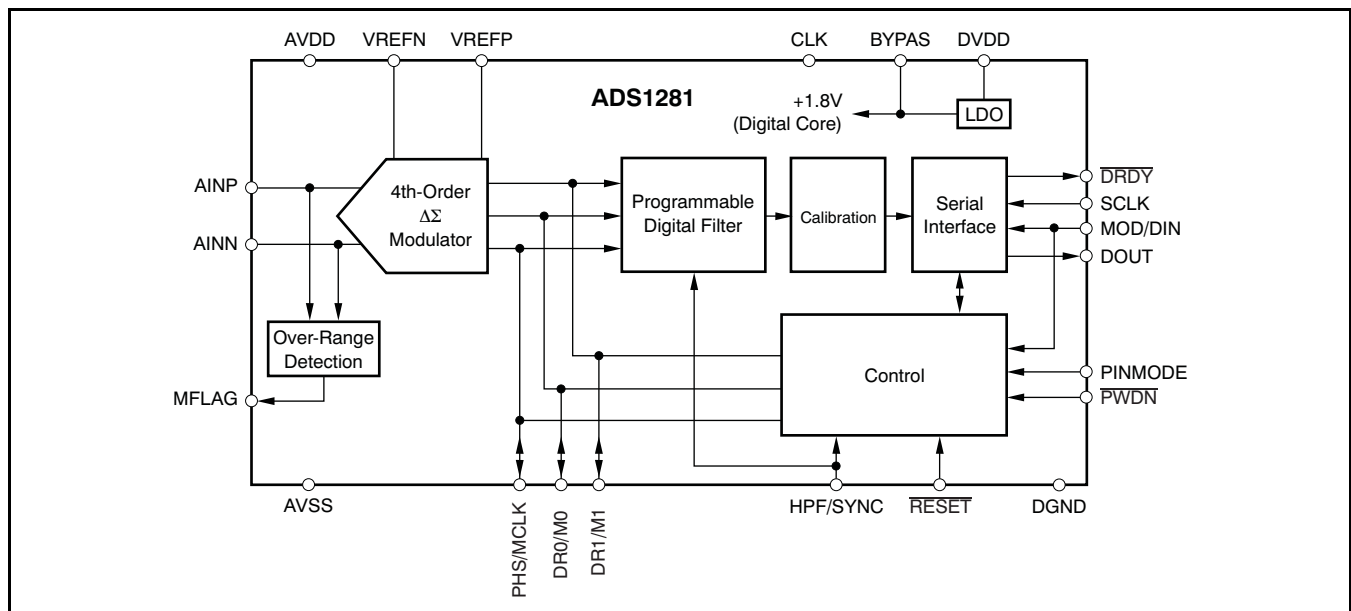 AVDD VREFN VREFP CLK BYPAS DVDD
ADS1281
+1.8V
(Digital Core)
LDO
AINP
AINN
4th-Order
ΔΣ
Modulator
Programmable
Digital Filter
Calibration
Serial
Interface
DRDY
SCLK
MOD/DIN
DOUT
Over-Range
Detection
MFLAG
Control
PINMODE
PWDN
AVSS
PHS/MCLK
DR0/M0
DR1/M1
HPF/SYNC
RESET
DGND